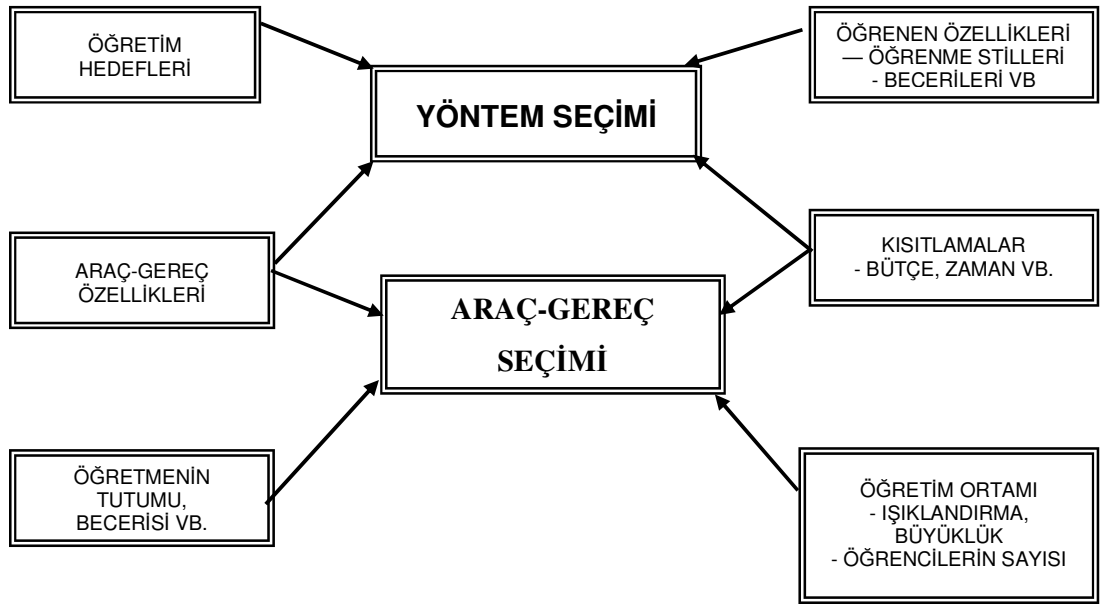 ÖĞRETİM
HEDEFLERİ
ÖĞRENEN ÖZELLİKLERİ
— ÖĞRENME STİLLERİ
- BECERİLERİ VB
YÖNTEM SEÇİMİ
ARAÇ-GEREÇ
ÖZELLİKLERİ
KISITLAMALAR
- BÜTÇE, ZAMAN VB.
ARAÇ-GEREÇ
SEÇİMİ
ÖĞRETMENİN
TUTUMU,
BECERİSİ VB.
ÖĞRETİM ORTAMI
- IŞIKLANDIRMA,
BÜYÜKLÜK
- ÖĞRENCİLERİN SAYISI